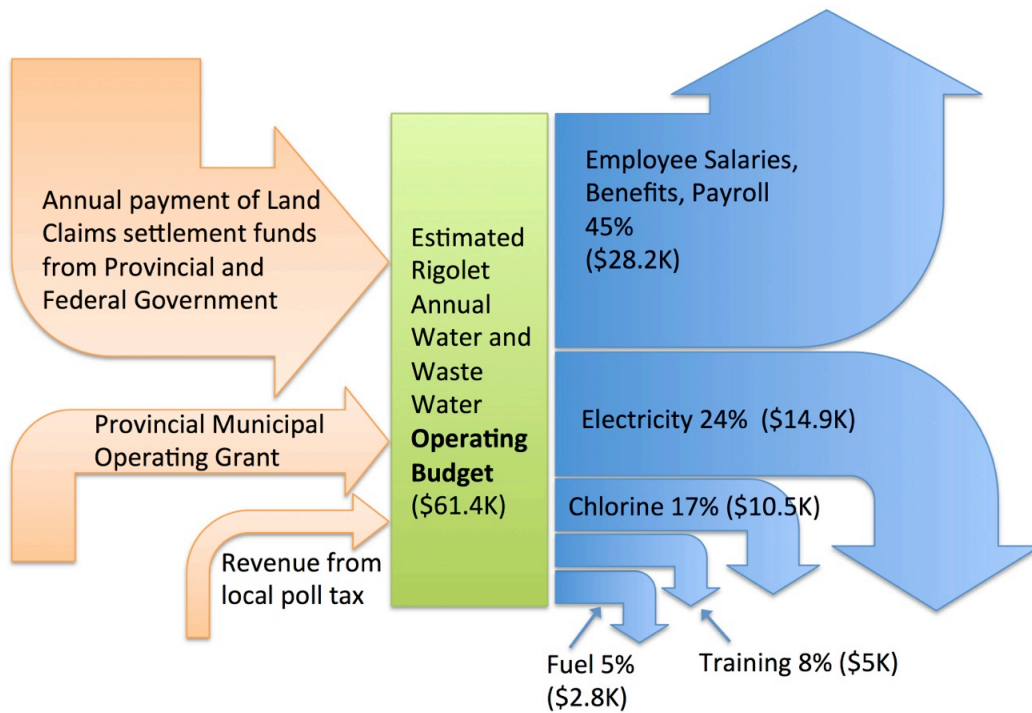 Annual payment of Land
Claims settlement funds
from Provincial and
Federal Government
Provincial Municipal
Operating Grant
Revenue from
local poll tax
Estimated
Rigolet
Annual
Water and
Waste
Water
Operating
Budget
($61.4K)
Employee Salaries,
Benefits, Payroll
45%
($28.2K)
Electricity 24% ($14.9K)
Chlorine 17% ($10.5K)
Fuel 5%
($2.8K)
Training 8% ($5K)